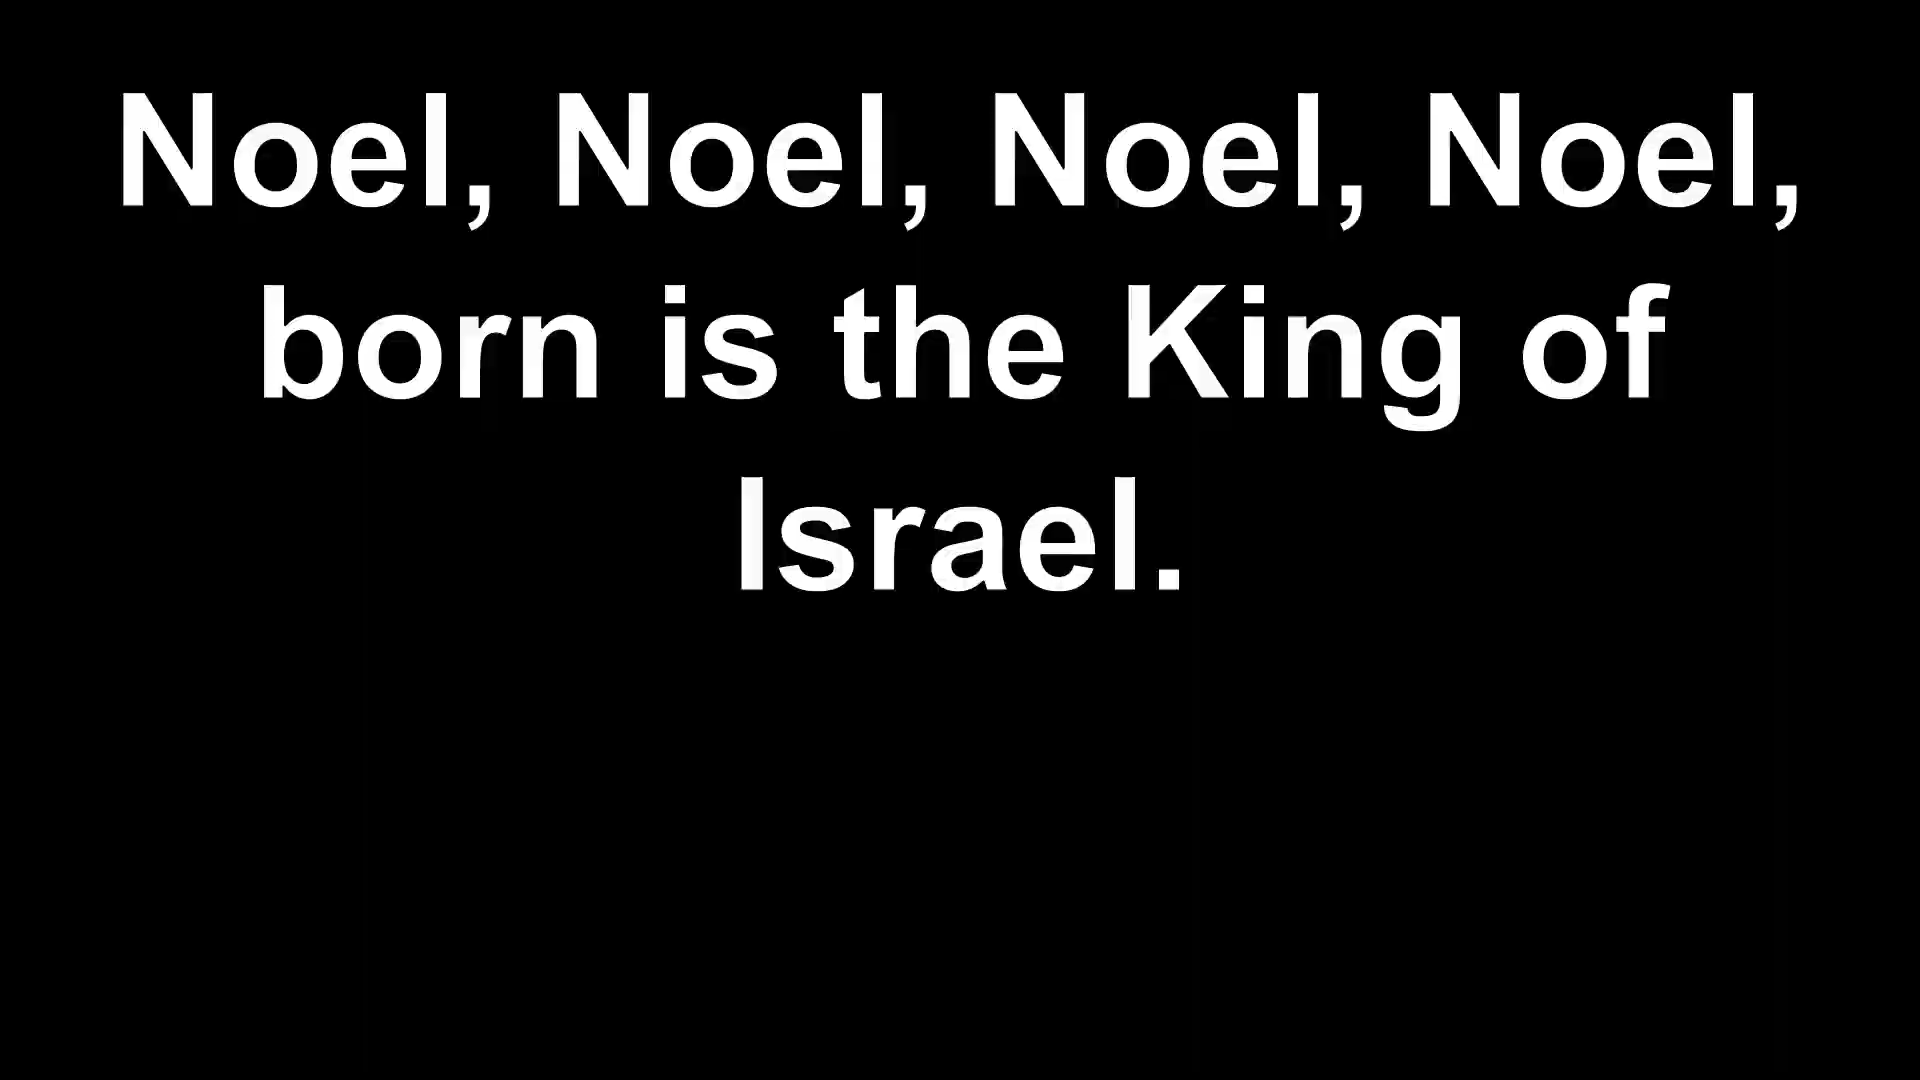 Noel, Noel, Noel, Noel,
born is the King of
Israel.